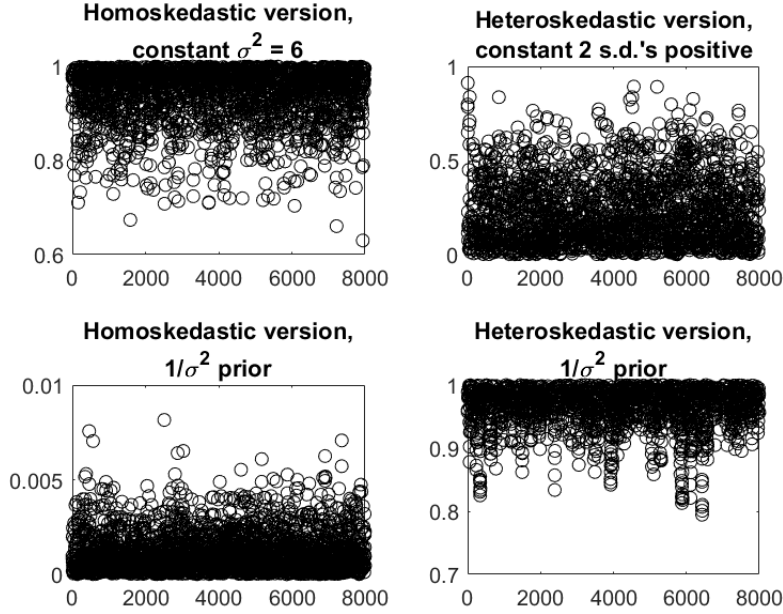 Homoskedastic version,
constant σ² = 6
1
0.8
0.6
0 2000 4000 6000 8000
Heteroskedastic version,
constant 2 s.d.'s positive
1
0.5
0
0 2000 4000 6000 8000
Homoskedastic version,
1/σ² prior
0.01
0.005
0
0 2000 4000 6000 8000
Heteroskedastic version,
1/σ² prior
1
0.9
0.8
0.7
0 2000 4000 6000 8000